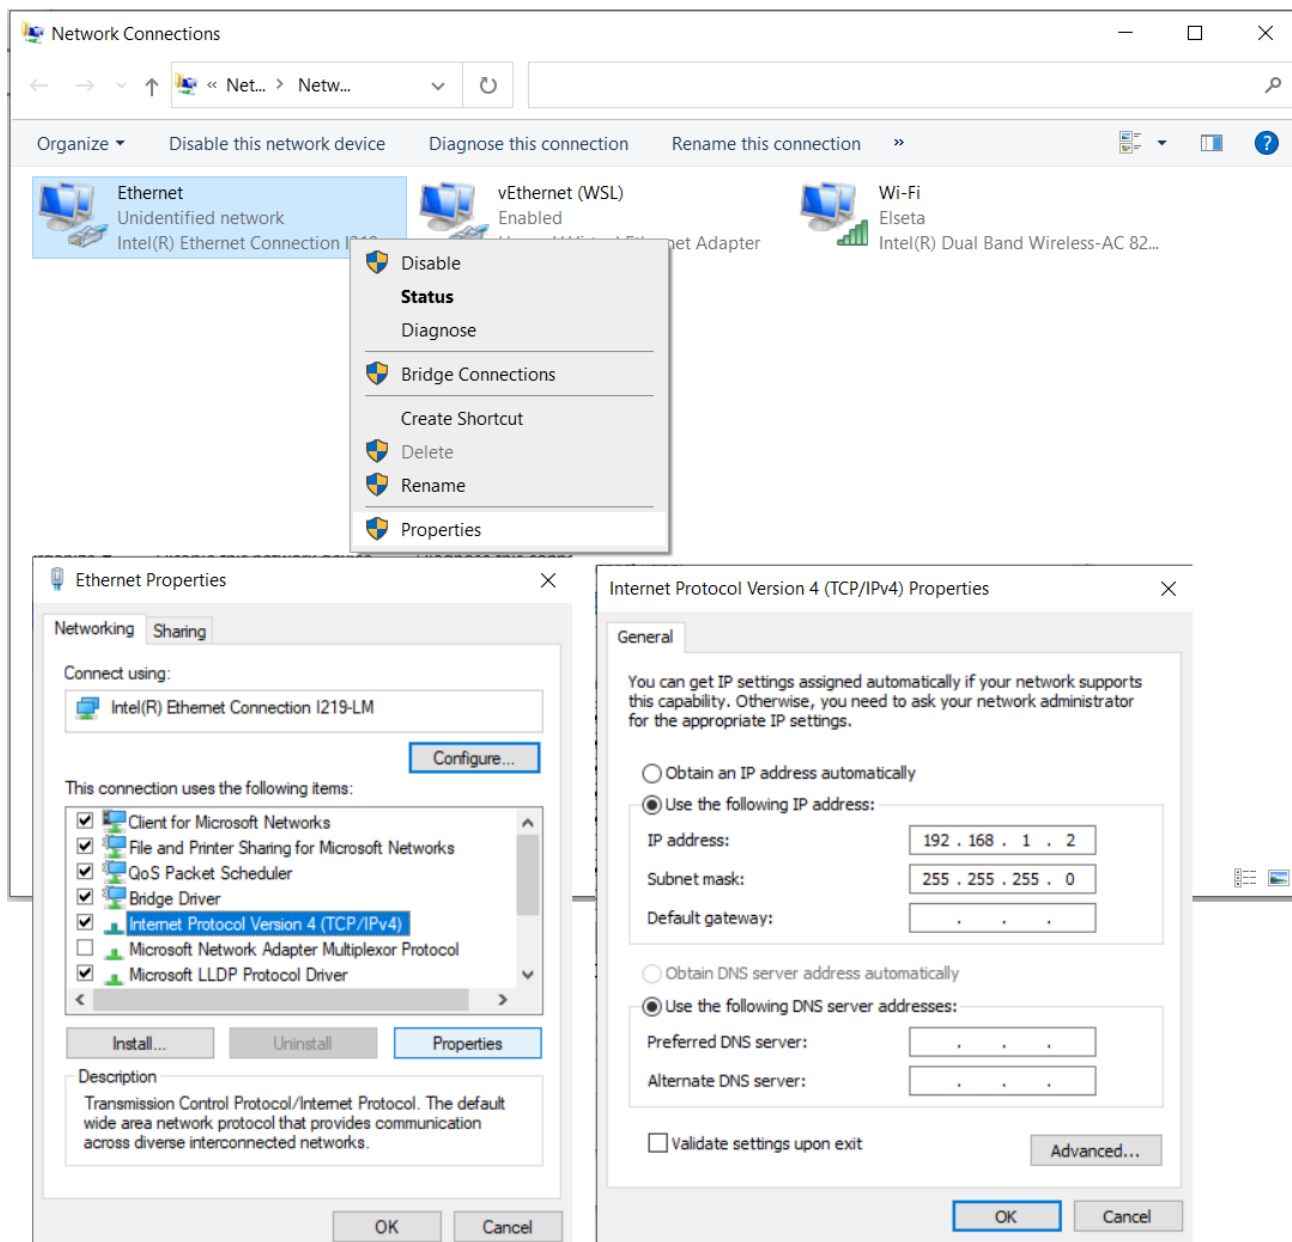 Network Connections
« Net... > Netw...
Organize
Disable this network device
Diagnose this connection
Rename this connection
»
Ethernet
Unidentified network
Intel(R) Ethernet Connection
vEthernet (WSL)
Enabled
Adapter
Wi-Fi
Elseta
Intel(R) Dual Band Wireless-AC 82...
Disable
Status
Diagnose
Bridge Connections
Create Shortcut
Delete
Rename
Properties
Ethernet Properties
Networking
Sharing
Connect using:
Intel(R) Ethernet Connection I219-LM
Configure...
This connection uses the following items:
Client for Microsoft Networks
File and Printer Sharing for Microsoft Networks
QoS Packet Scheduler
Bridge Driver
Internet Protocol Version 4 (TCP/IPv4)
Microsoft Network Adapter Multiplexor Protocol
Microsoft LLDP Protocol Driver
Install...
Uninstall
Properties
Description
Transmission Control Protocol/Internet Protocol. The default
wide area network protocol that provides communication
across diverse interconnected networks.
OK
Cancel
Internet Protocol Version 4 (TCP/IPv4) Properties
General
You can get IP settings assigned automatically if your network supports
this capability. Otherwise, you need to ask your network administrator
for the appropriate IP settings.
Obtain an IP address automatically
Use the following IP address:
IP address:
192 . 168 . 1 . 2
Subnet mask:
255 . 255 . 255 . 0
Default gateway:
. . .
Obtain DNS server address automatically
Use the following DNS server addresses:
Preferred DNS server:
. . .
Alternate DNS server:
. . .
Validate settings upon exit
Advanced...
OK
Cancel